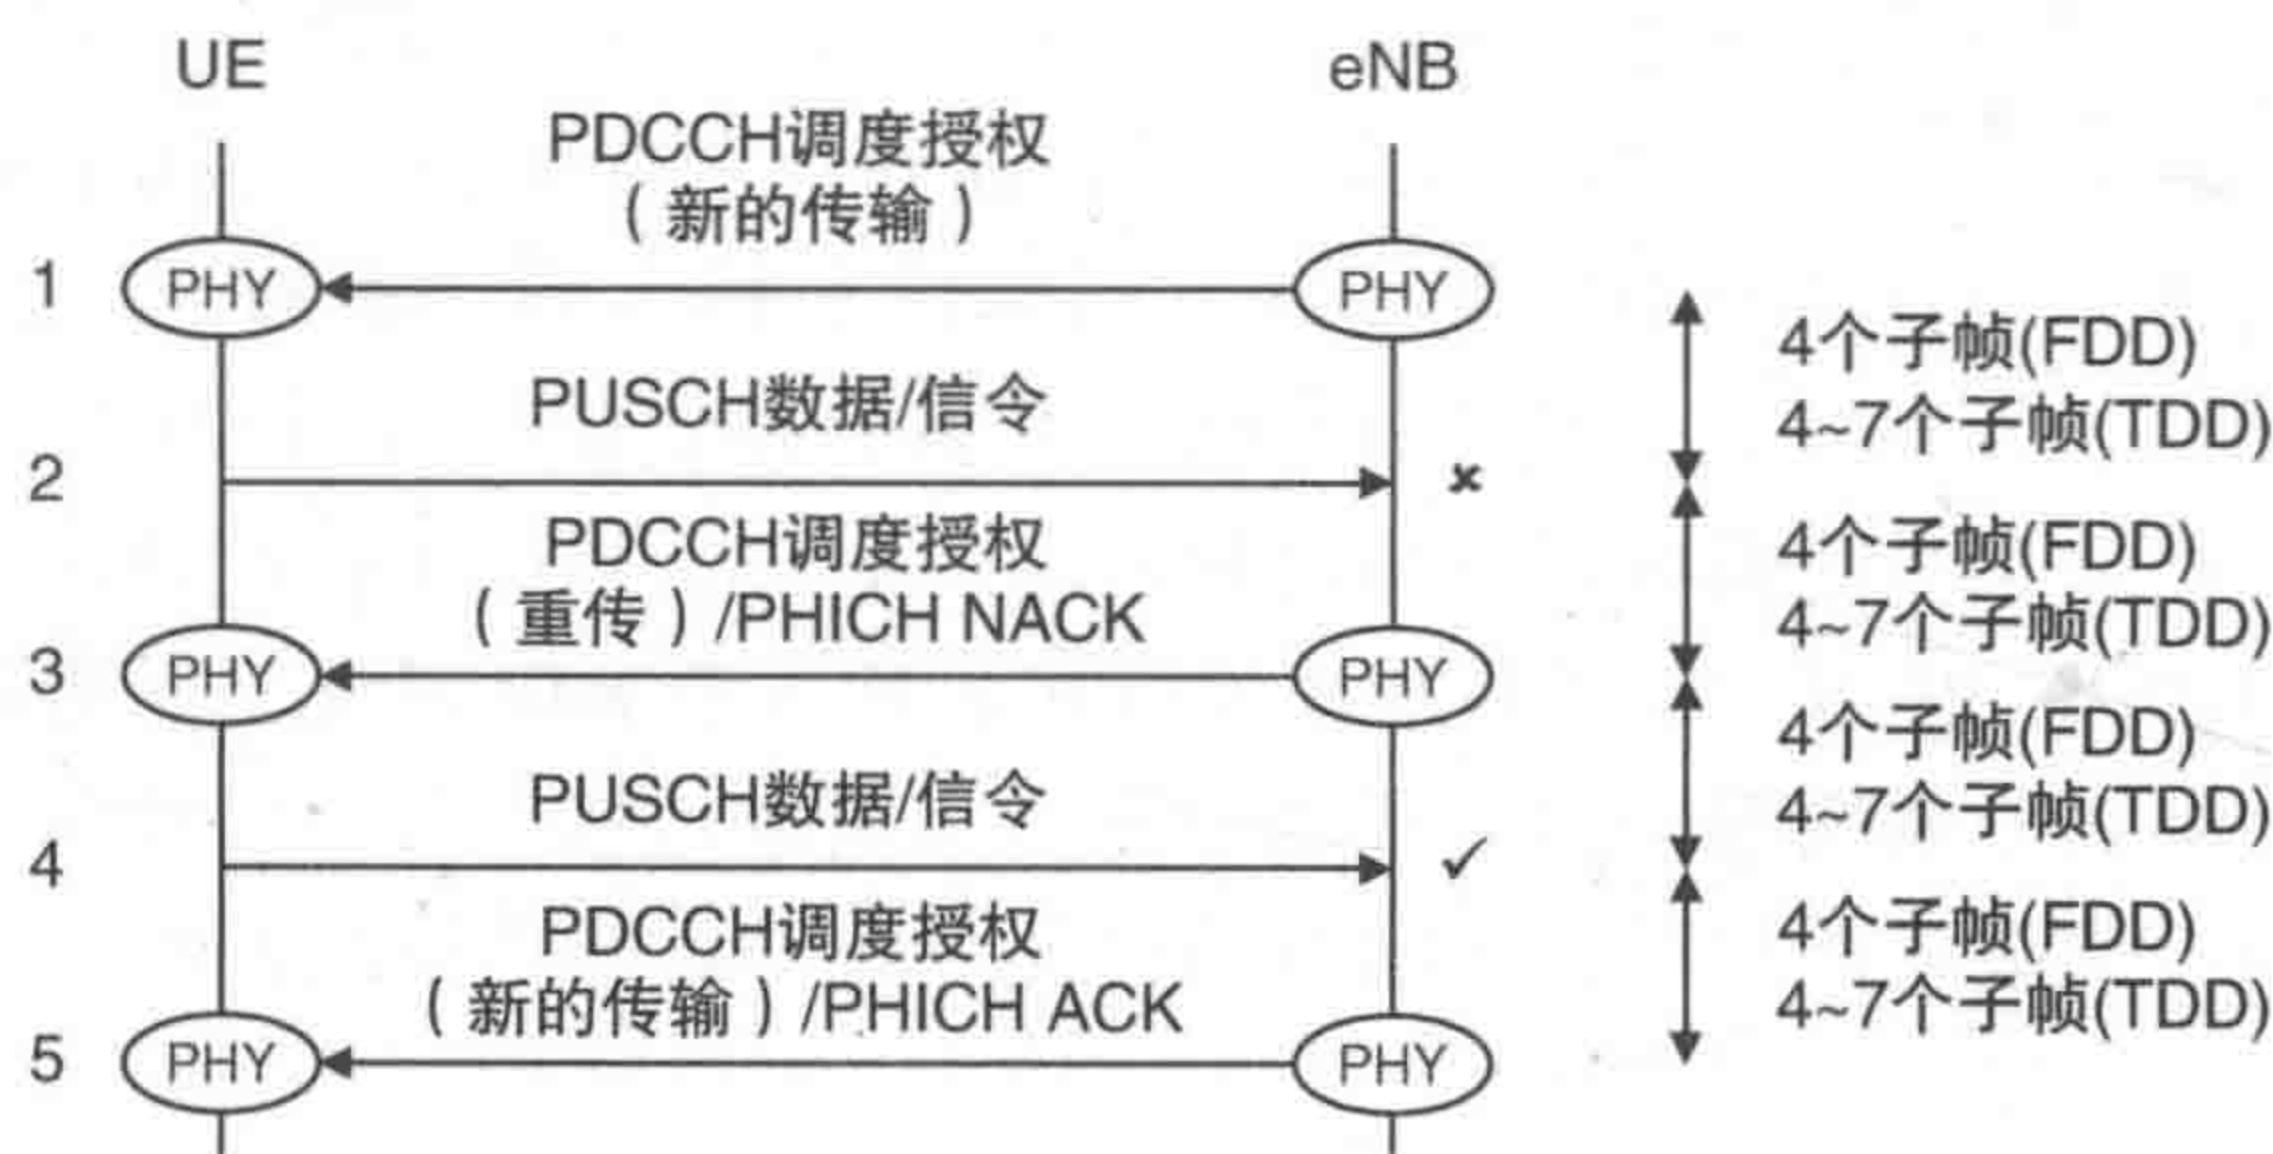 UE
eNB
PDCCH调度授权
（新的传输）
1
PHY
PHY
4个子帧(FDD)
4~7个子帧(TDD)
PUSCH数据/信令
2
✘
PDCCH调度授权
（重传）/PHICH NACK
4个子帧(FDD)
4~7个子帧(TDD)
3
PHY
PHY
PUSCH数据/信令
4个子帧(FDD)
4~7个子帧(TDD)
4
✓
PDCCH调度授权
（新的传输）/PHICH ACK
4个子帧(FDD)
4~7个子帧(TDD)
5
PHY
PHY